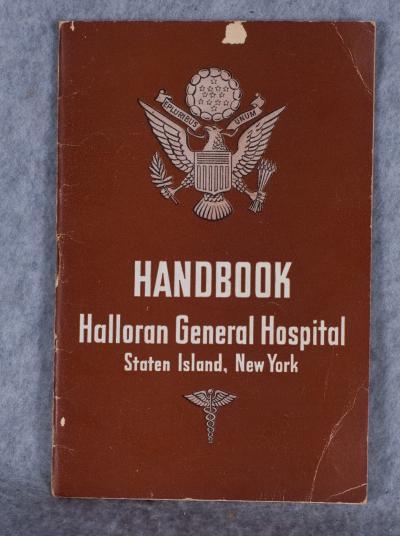 E PLURIBUS UNUM
HANDBOOK
Halloran General Hospital
Staten Island, New York